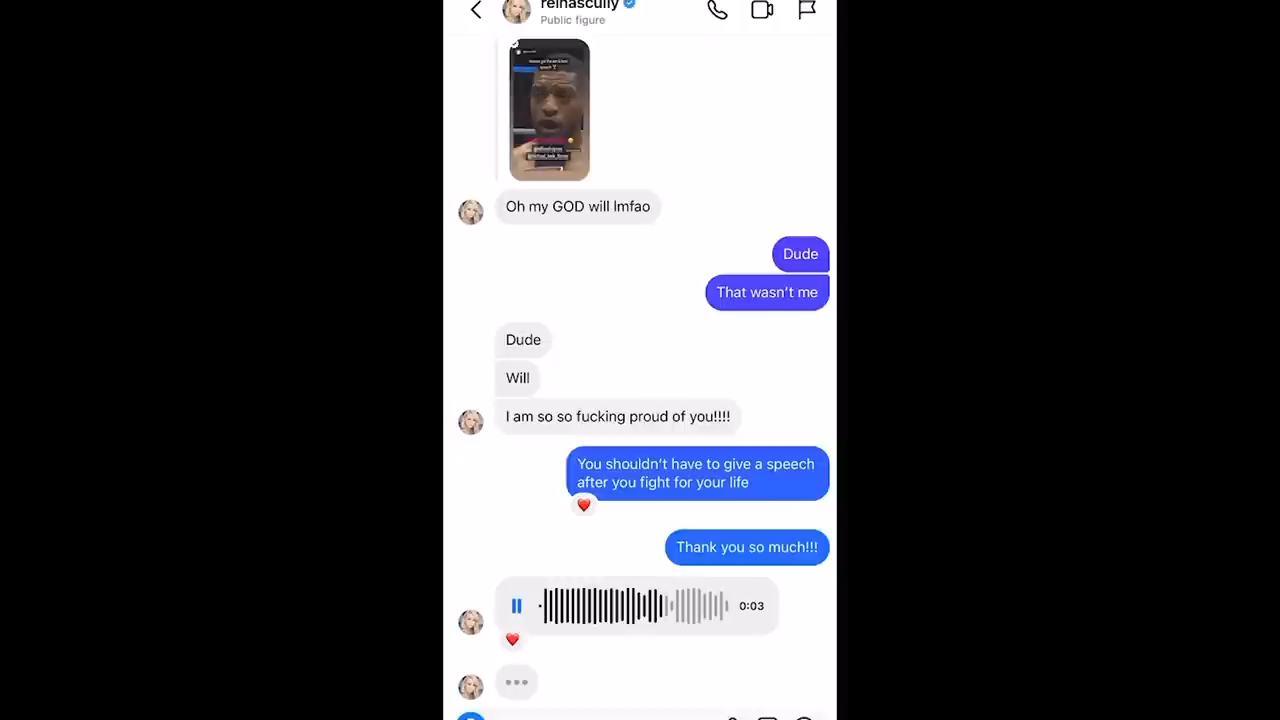 reinascully
Public figure
Oh my GOD will lmfao
Dude
That wasn't me
Dude
Will
I am so so fucking proud of you!!!!
You shouldn't have to give a speech
after you fight for your life
Thank you so much!!!
0:03